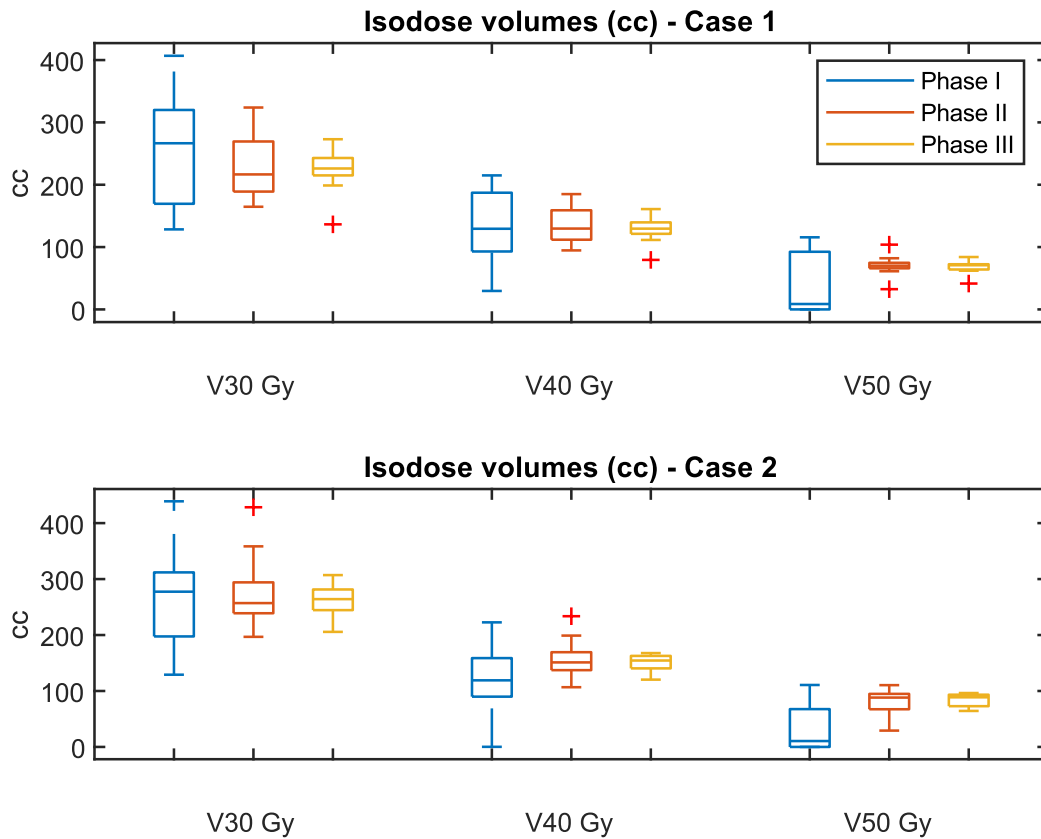 Isodose volumes (cc) - Case 1
400
300
200
100
0
cc
Phase I
Phase II
Phase III
V30 Gy
V40 Gy
V50 Gy
Isodose volumes (cc) - Case 2
400
300
200
100
0
cc
V30 Gy
V40 Gy
V50 Gy